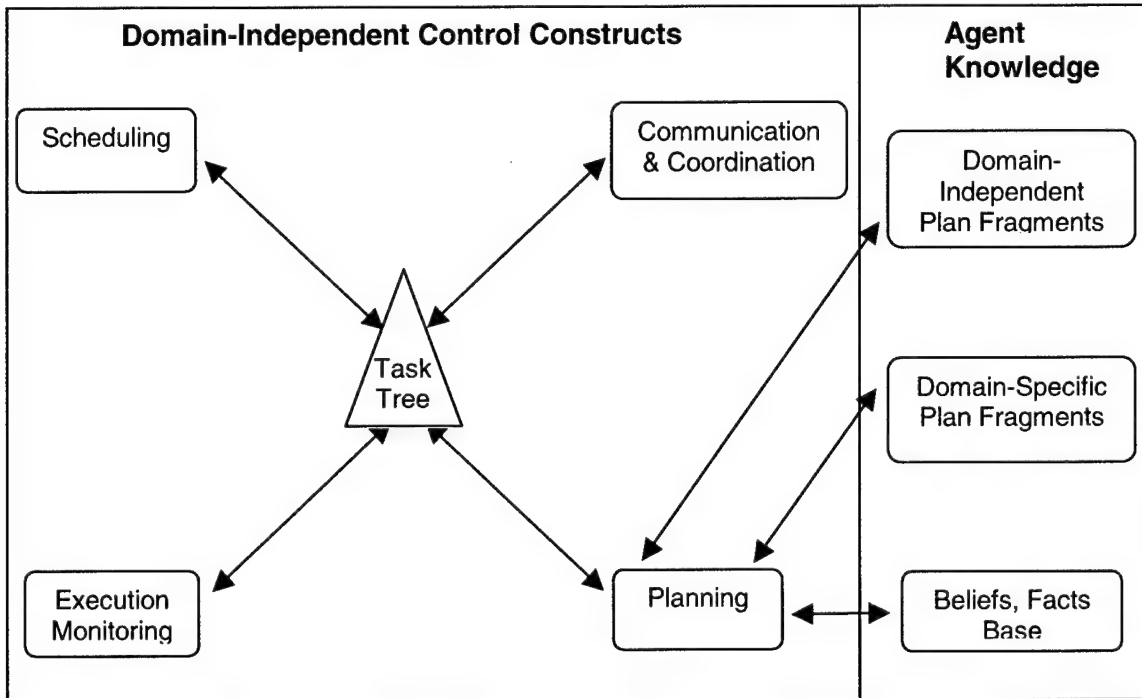 Domain-Independent Control Constructs
Agent
Knowledge
Scheduling
Communication
& Coordination
Domain-
Independent
Plan Fragments
Task
Tree
Domain-Specific
Plan Fragments
Execution
Monitoring
Planning
Beliefs, Facts
Base